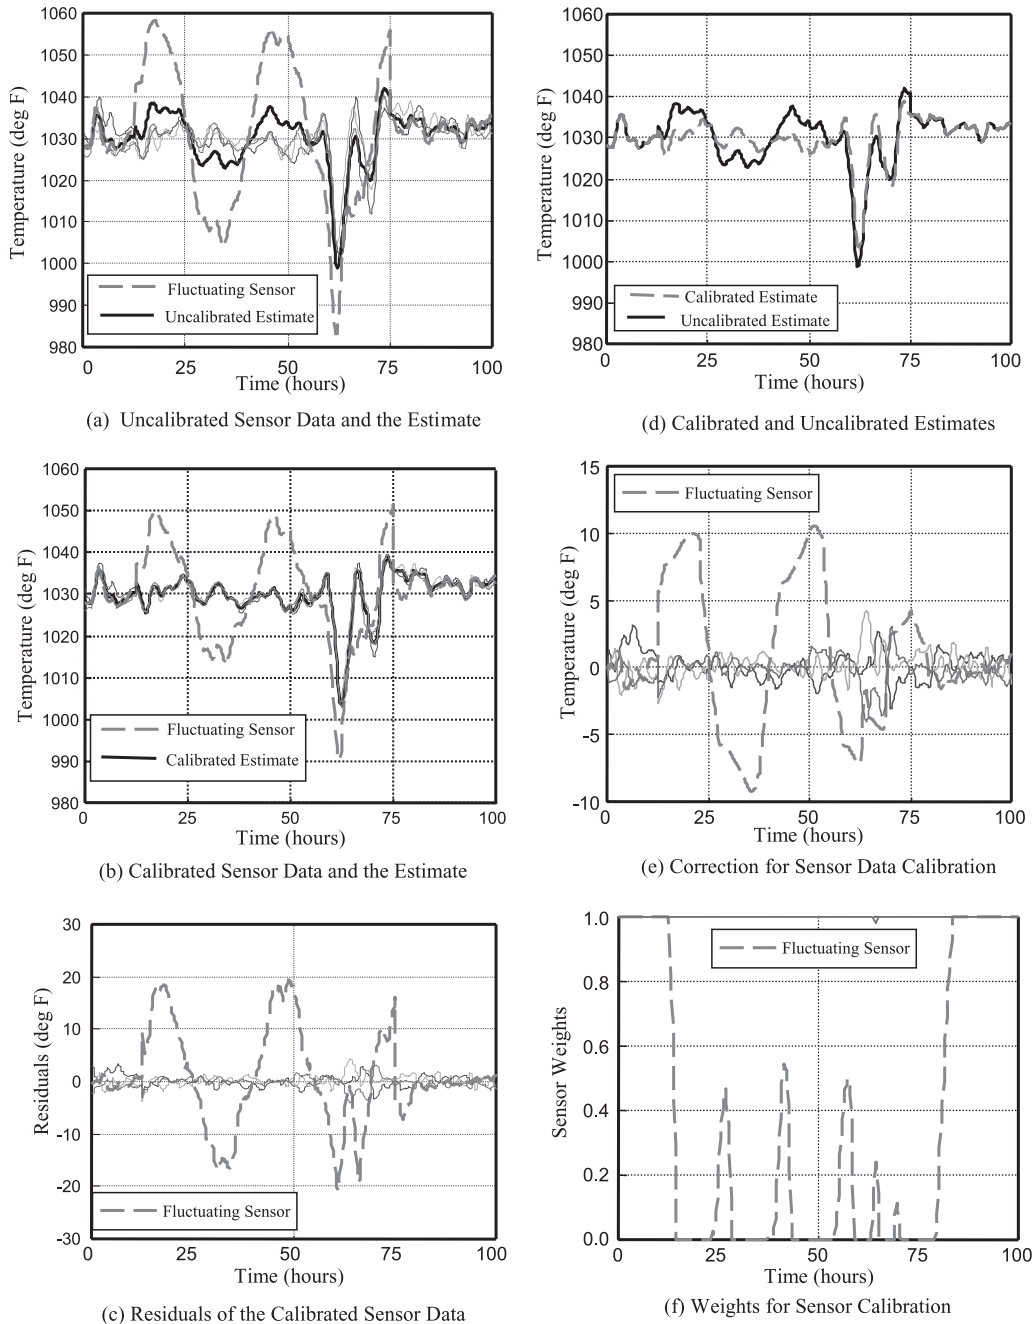 1060
1050
1040
1030
1020
1010
1000
990
980
Temperature (deg F)
Fluctuating Sensor
Uncalibrated Estimate
0
25
50
75
100
Time (hours)
(a) Uncalibrated Sensor Data and the Estimate
1060
1050
1040
1030
1020
1010
1000
990
980
Temperature (deg F)
Calibrated Estimate
Uncalibrated Estimate
0
25
50
75
100
Time (hours)
(d) Calibrated and Uncalibrated Estimates
1060
1050
1040
1030
1020
1010
1000
990
980
Temperature (deg F)
Fluctuating Sensor
Calibrated Estimate
0
25
50
75
100
Time (hours)
(b) Calibrated Sensor Data and the Estimate
15
10
5
0
-5
-10
Temperature (deg F)
Fluctuating Sensor
0
25
50
75
100
Time (hours)
(e) Correction for Sensor Data Calibration
30
20
10
0
-10
-20
-30
Residuals (deg F)
Fluctuating Sensor
0
25
50
75
100
Time (hours)
(c) Residuals of the Calibrated Sensor Data
1.0
0.8
0.6
0.4
0.2
0.0
Sensor Weights
Fluctuating Sensor
0
25
50
75
100
Time (hours)
(f) Weights for Sensor Calibration